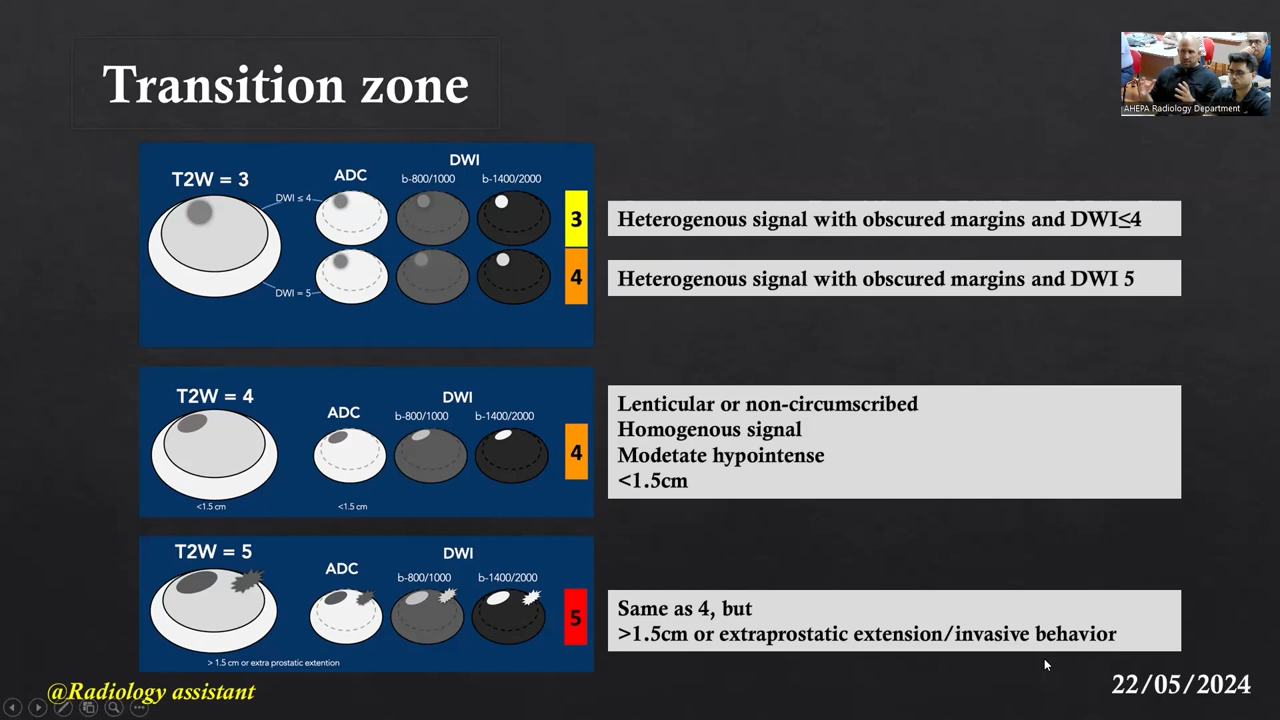 Transition zone
AHEPA Radiology Department
T2W = 3
ADC
DWI
b-800/1000
b-1400/2000
DWI ≤ 4
DWI = 5
3
4
Heterogenous signal with obscured margins and DWI≤4
Heterogenous signal with obscured margins and DWI 5
T2W = 4
ADC
DWI
b-800/1000
b-1400/2000
<1.5 cm
<1.5 cm
4
Lenticular or non-circumscribed
Homogenous signal
Modetate hypointense
<1.5cm
T2W = 5
ADC
DWI
b-800/1000
b-1400/2000
> 1.5 cm or extra prostatic extention
5
Same as 4, but
>1.5cm or extraprostatic extension/invasive behavior
@Radiology assistant
22/05/2024